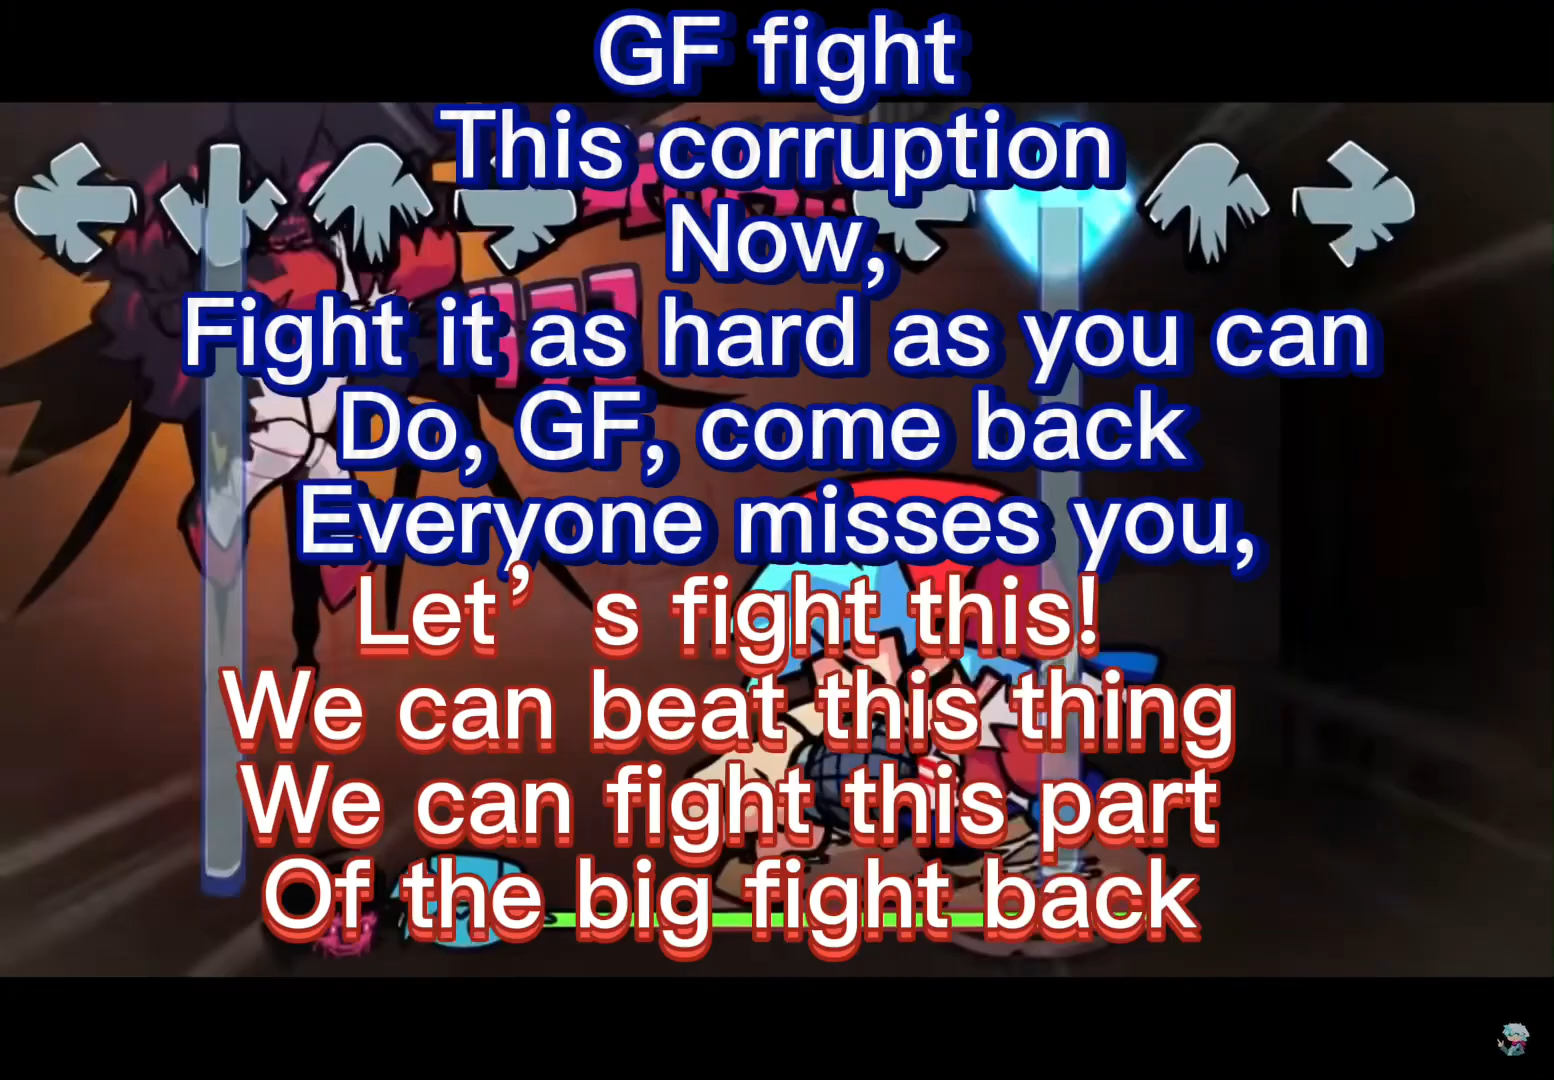 GF fight
This corruption
Now,
Fight it as hard as you can
Do, GF, come back
Everyone misses you,
Let’s fight this!
We can beat this thing
We can fight this part
Of the big fight back